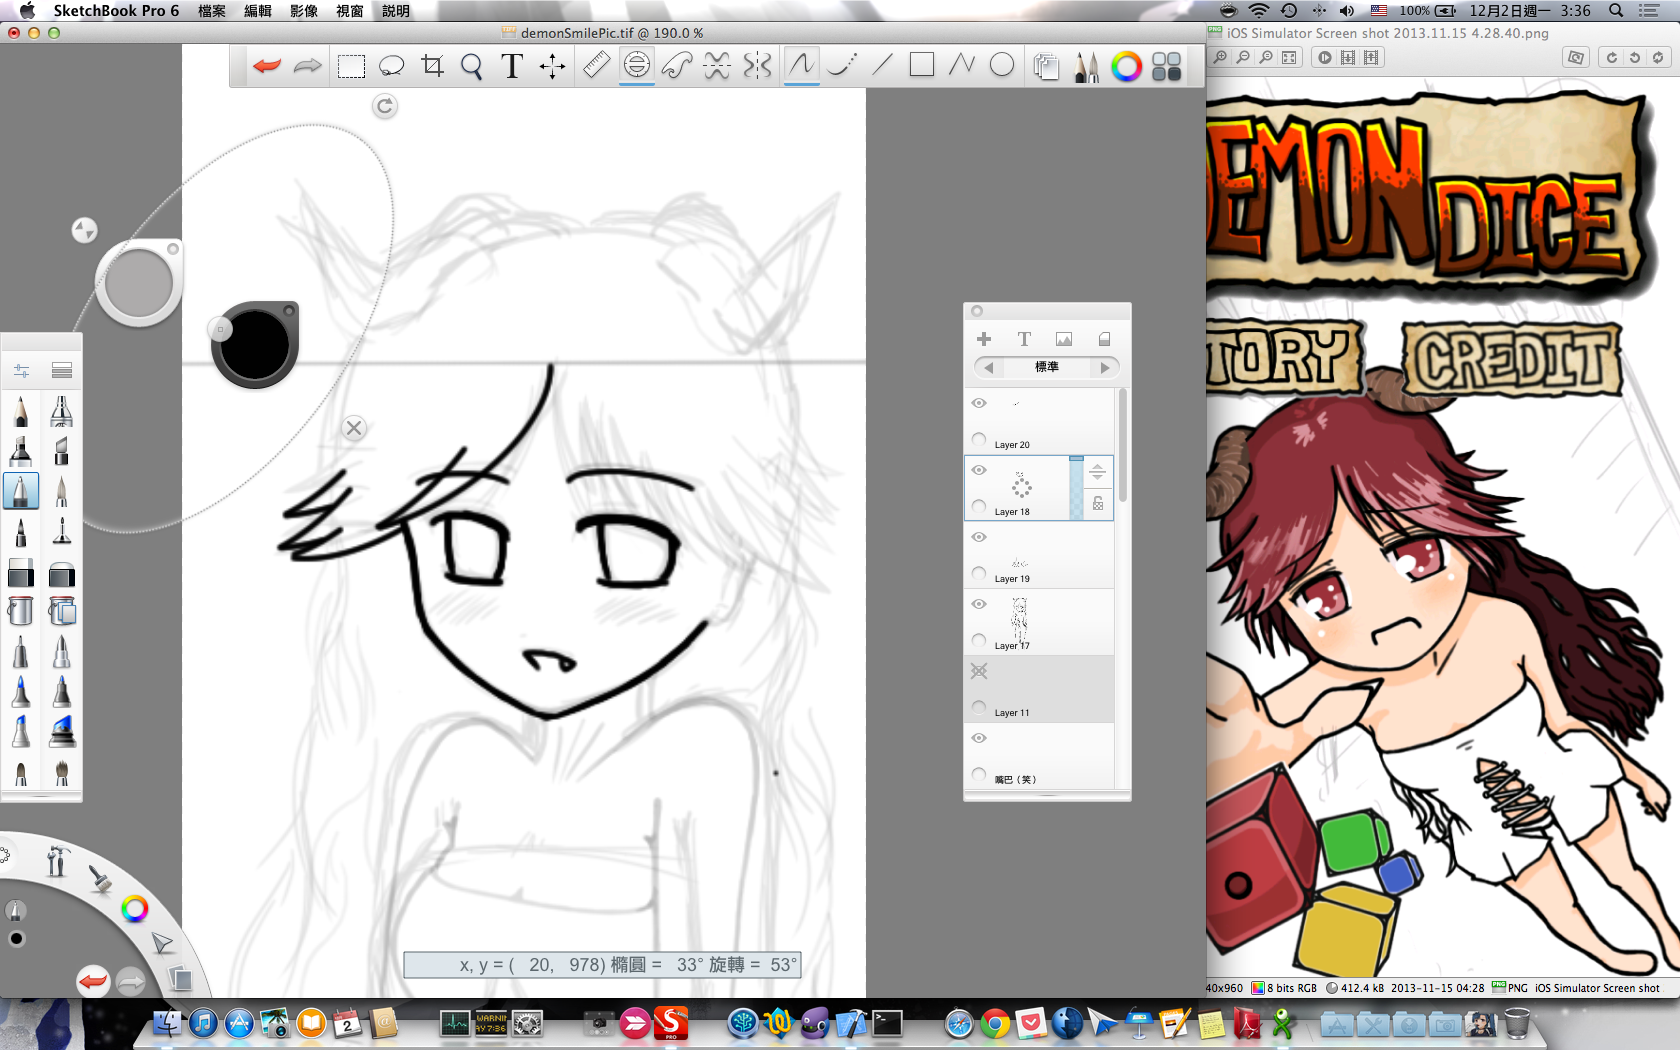 SketchBook Pro 6 檔案 編輯 影像 視窗 說明
100% 12月2日週一 3:36
demonSmilePic.tif @ 190.0 %
iOS Simulator Screen shot 2013.11.15 4.28.40.png
T
DEMON
DICE
TORY
CREDIT
T
標準
Layer 20
Layer 18
Layer 19
Layer 17
Layer 11
嘴巴（笑）
x, y = ( 20, 978) 橢圓 = 33° 旋轉 = 53°
40x960 8 bits RGB 412.4 kB 2013-11-15 04:28 PNG iOS Simulator Screen shot
2
PRO